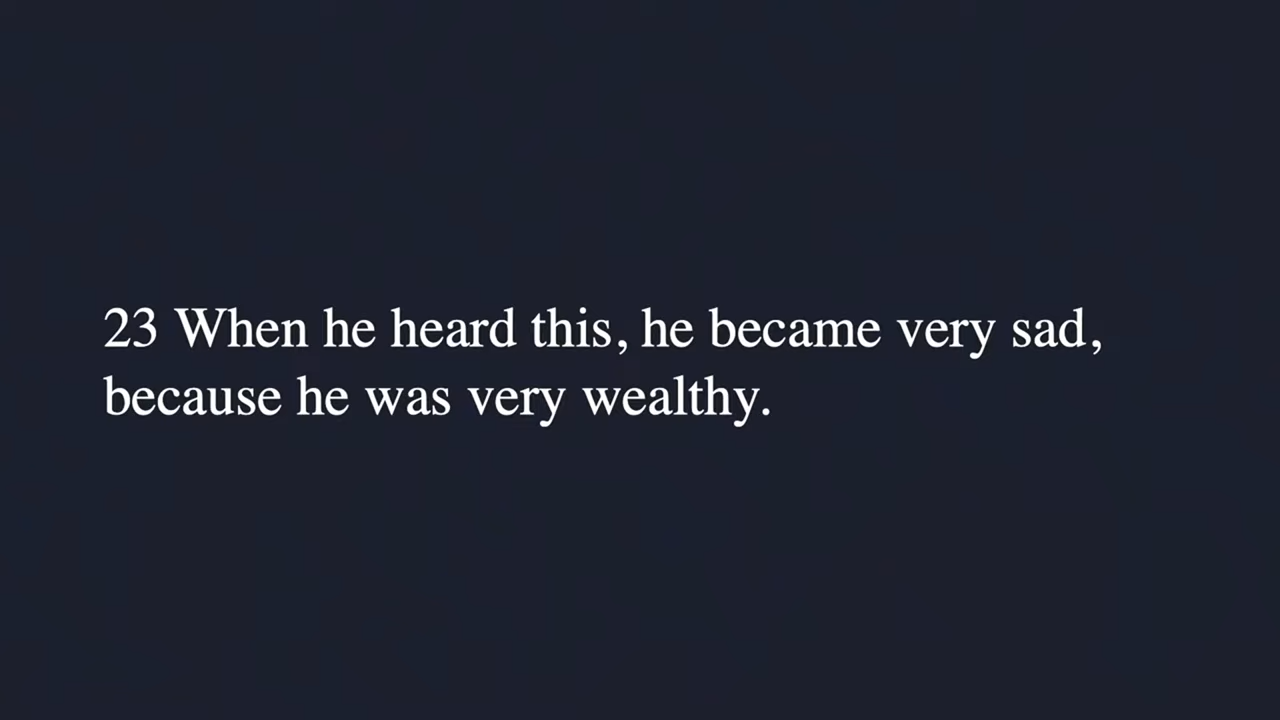 23 When he heard this, he became very sad,
because he was very wealthy.